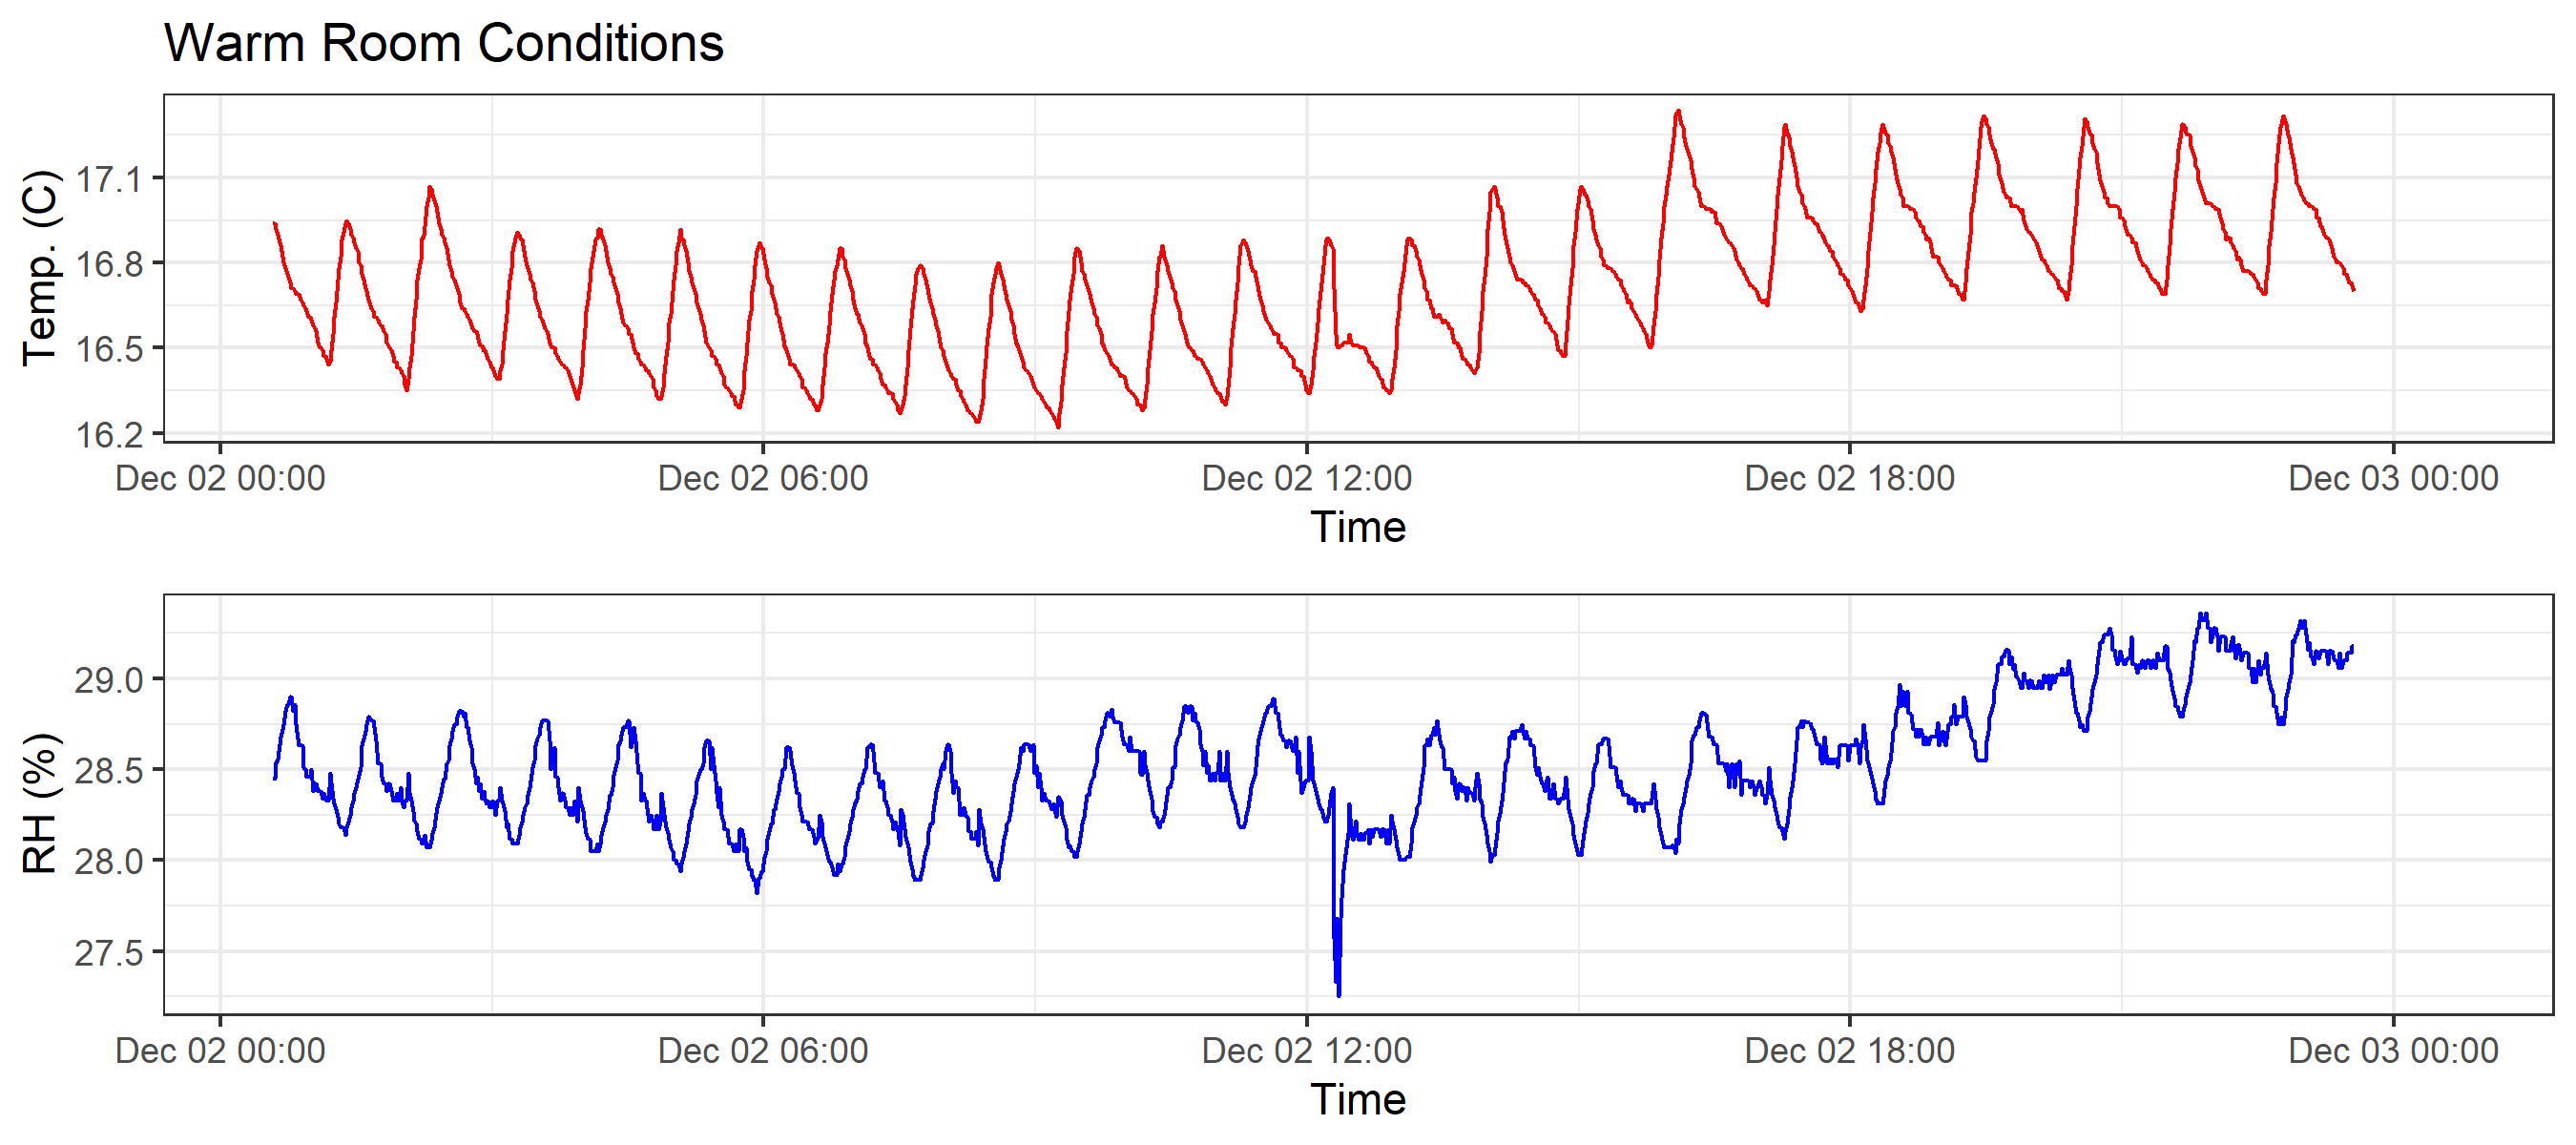 Warm Room Conditions
Temp. (C)
17.1
16.8
16.5
16.2
Dec 02 00:00 Dec 02 06:00 Dec 02 12:00 Dec 02 18:00 Dec 03 00:00
Time
RH (%)
29.0
28.5
28.0
27.5
Dec 02 00:00 Dec 02 06:00 Dec 02 12:00 Dec 02 18:00 Dec 03 00:00
Time